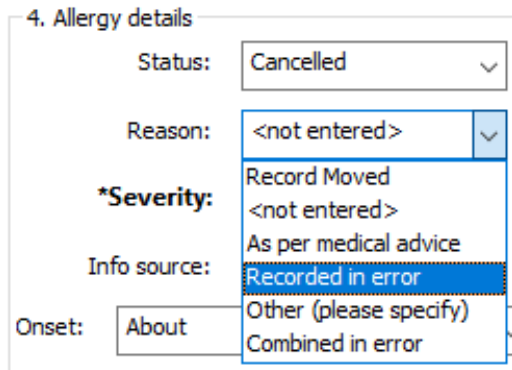 4. Allergy details
Status: Cancelled
Reason: <not entered>
Record Moved
*Severity: <not entered>
As per medical advice
Info source: Recorded in error
Other (please specify)
Onset: About
Combined in error